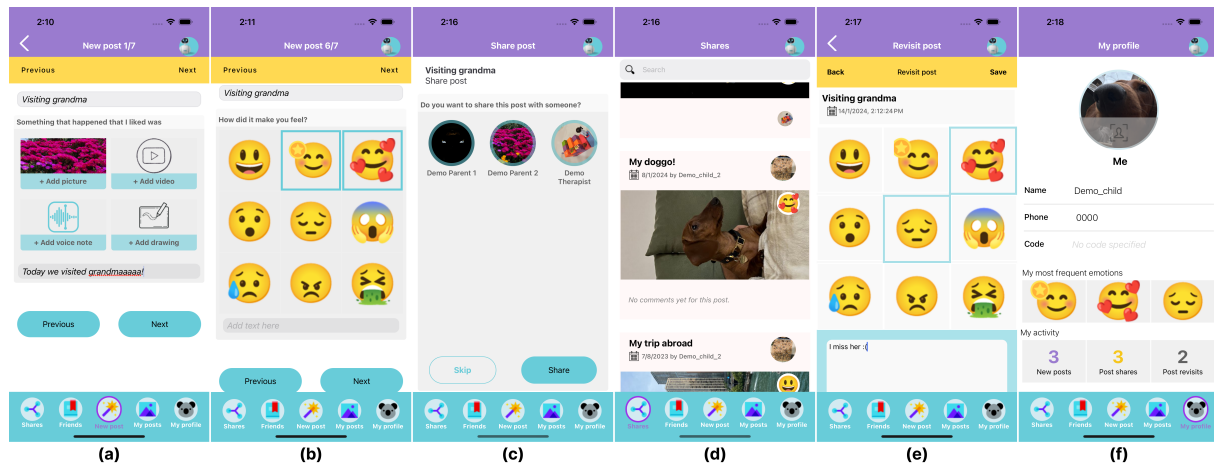 2:10
New post 1/7
Previous Next
Visiting grandma
Something that happened that I liked was
+ Add picture + Add video
+ Add voice note + Add drawing
Today we visited grandmaaaaa!
Previous Next
Shares Friends New post My posts My profile
(a)
2:11
New post 6/7
Previous Next
Visiting grandma
How did it make you feel?
Add text here
Previous Next
Shares Friends New post My posts My profile
(b)
2:16
Share post
Visiting grandma
Share post
Do you want to share this post with someone?
Demo Parent 1 Demo Parent 2 Demo
Therapist
Skip Share
Shares Friends New post My posts My profile
(c)
2:16
Shares
Search
My doggo!
8/1/2024 by Demo_child_2
No comments yet for this post.
My trip abroad
7/8/2023 by Demo_child_2
Shares Friends New post My posts My profile
(d)
2:17
Revisit post
Back Revisit post Save
Visiting grandma
14/1/2024, 2:12:24 PM
I miss her :(
Shares Friends New post My posts My profile
(e)
2:18
My profile
Me
Name Demo_child
Phone 0000
Code No code specified
My most frequent emotions
My activity
3 3 2
New posts Post shares Post revisits
Shares Friends New post My posts My profile
(f)